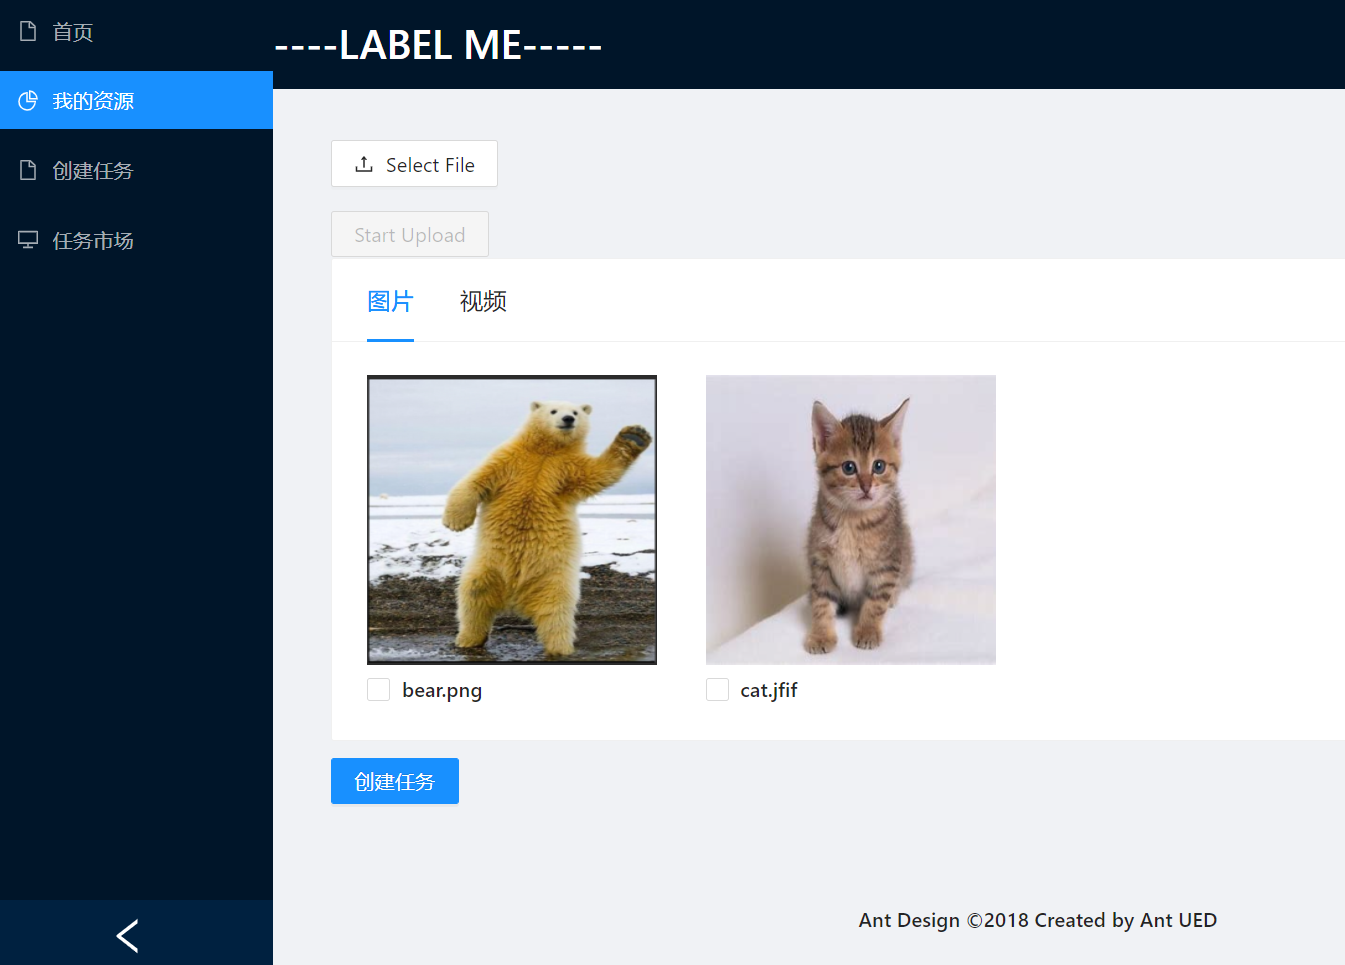 首页
我的资源
创建任务
任务市场
----LABEL ME-----
Select File
Start Upload
图片 视频
bear.png cat.jfif
创建任务
Ant Design ©2018 Created by Ant UED